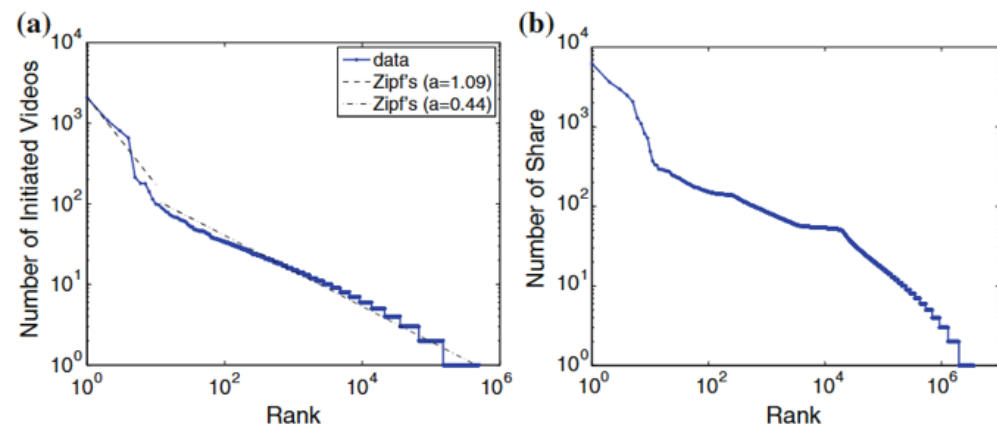 (a)
10^4
10^3
10^2
10^1
10^0
Number of Initiated Videos
data
Zipf's (a=1.09)
Zipf's (a=0.44)
10^0
10^2
10^4
10^6
Rank
(b)
10^4
10^3
10^2
10^1
10^0
Number of Share
10^0
10^2
10^4
10^6
Rank